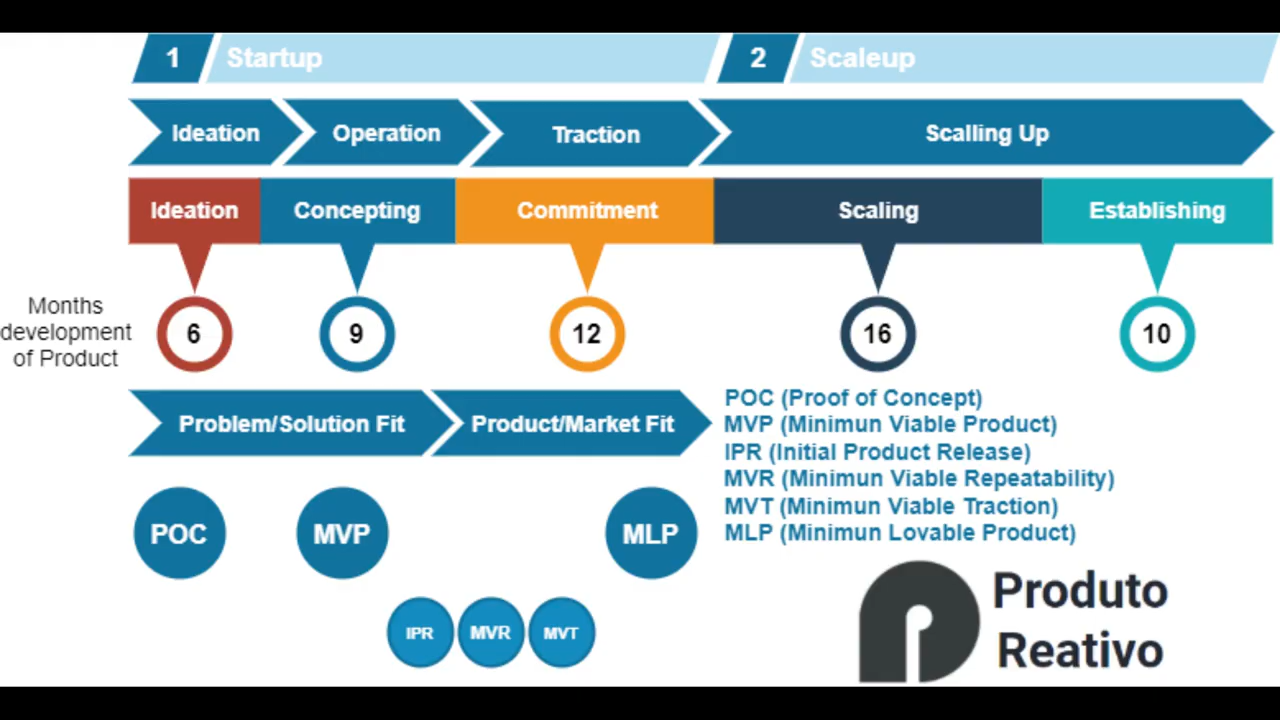 1 Startup 2 Scaleup
Ideation Operation Traction Scalling Up
Ideation Concepting Commitment Scaling Establishing
Months
development
of Product
6 9 12 16 10
Problem/Solution Fit Product/Market Fit
POC (Proof of Concept)
MVP (Minimun Viable Product)
IPR (Initial Product Release)
MVR (Minimun Viable Repeatability)
MVT (Minimun Viable Traction)
MLP (Minimun Lovable Product)
POC MVP MLP
IPR MVR MVT
Produto
Reativo